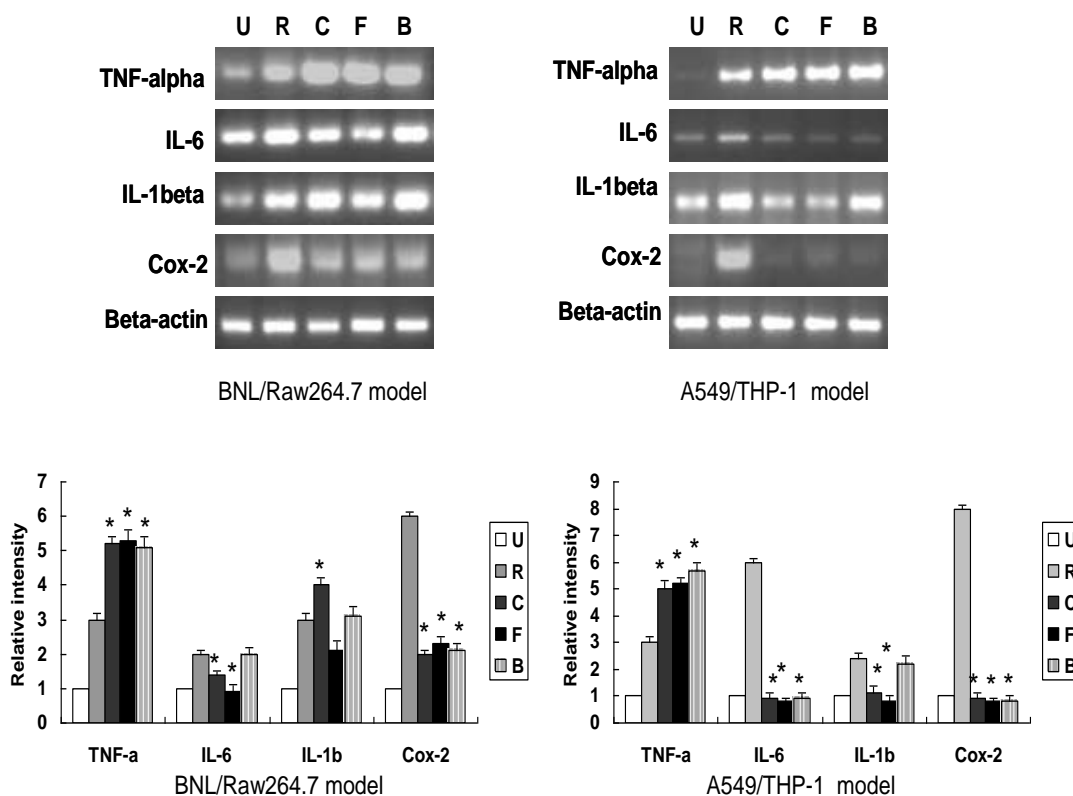 U R C F B
TNF-alpha
IL-6
IL-1beta
Cox-2
Beta-actin
BNL/Raw264.7 model
U R C F B
TNF-alpha
IL-6
IL-1beta
Cox-2
Beta-actin
A549/THP-1 model
Relative intensity
7
6
5
4
3
2
1
0
* * *
* *
*
* * *
TNF-a IL-6 IL-1b Cox-2
BNL/Raw264.7 model
U
R
C
F
B
Relative intensity
9
8
7
6
5
4
3
2
1
0
* * *
* * *
* *
* * *
TNF-a IL-6 IL-1b Cox-2
A549/THP-1 model
U
R
C
F
B